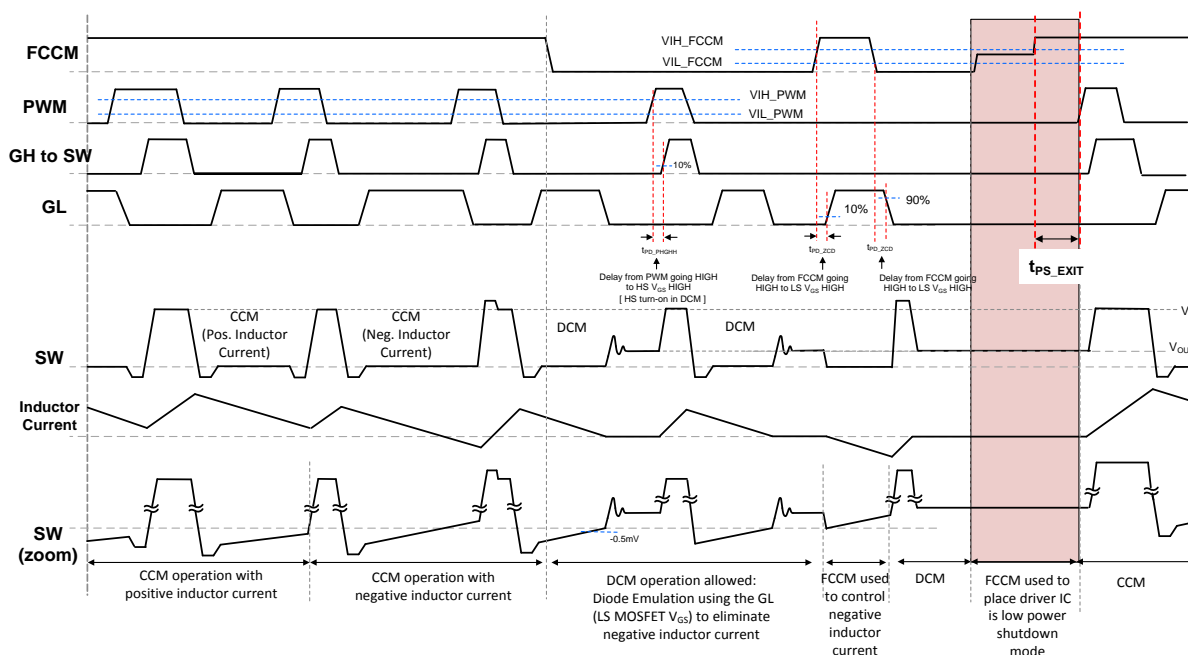 FCCM
VIH_FCCM
VIL_FCCM
PWM
VIH_PWM
VIL_PWM
GH to SW
10%
GL
10%
90%
tPD_PHGHH
tPD_ZCD
tPD_ZCD
tPS_EXIT
Delay from PWM going HIGH
to HS VGS HIGH
[ HS turn-on in DCM ]
Delay from FCCM going
HIGH to LS VGS HIGH
Delay from FCCM going
HIGH to LS VGS HIGH
CCM
(Pos. Inductor
Current)
CCM
(Neg. Inductor
Current)
DCM
DCM
V
VOU
SW
Inductor
Current
SW
(zoom)
-0.5mV
CCM operation with
positive inductor current
CCM operation with
negative inductor current
DCM operation allowed:
Diode Emulation using the GL
(LS MOSFET VGS) to eliminate
negative inductor current
FCCM used
to control
negative
inductor
current
DCM
FCCM used to
place driver IC
is low power
shutdown
mode
CCM